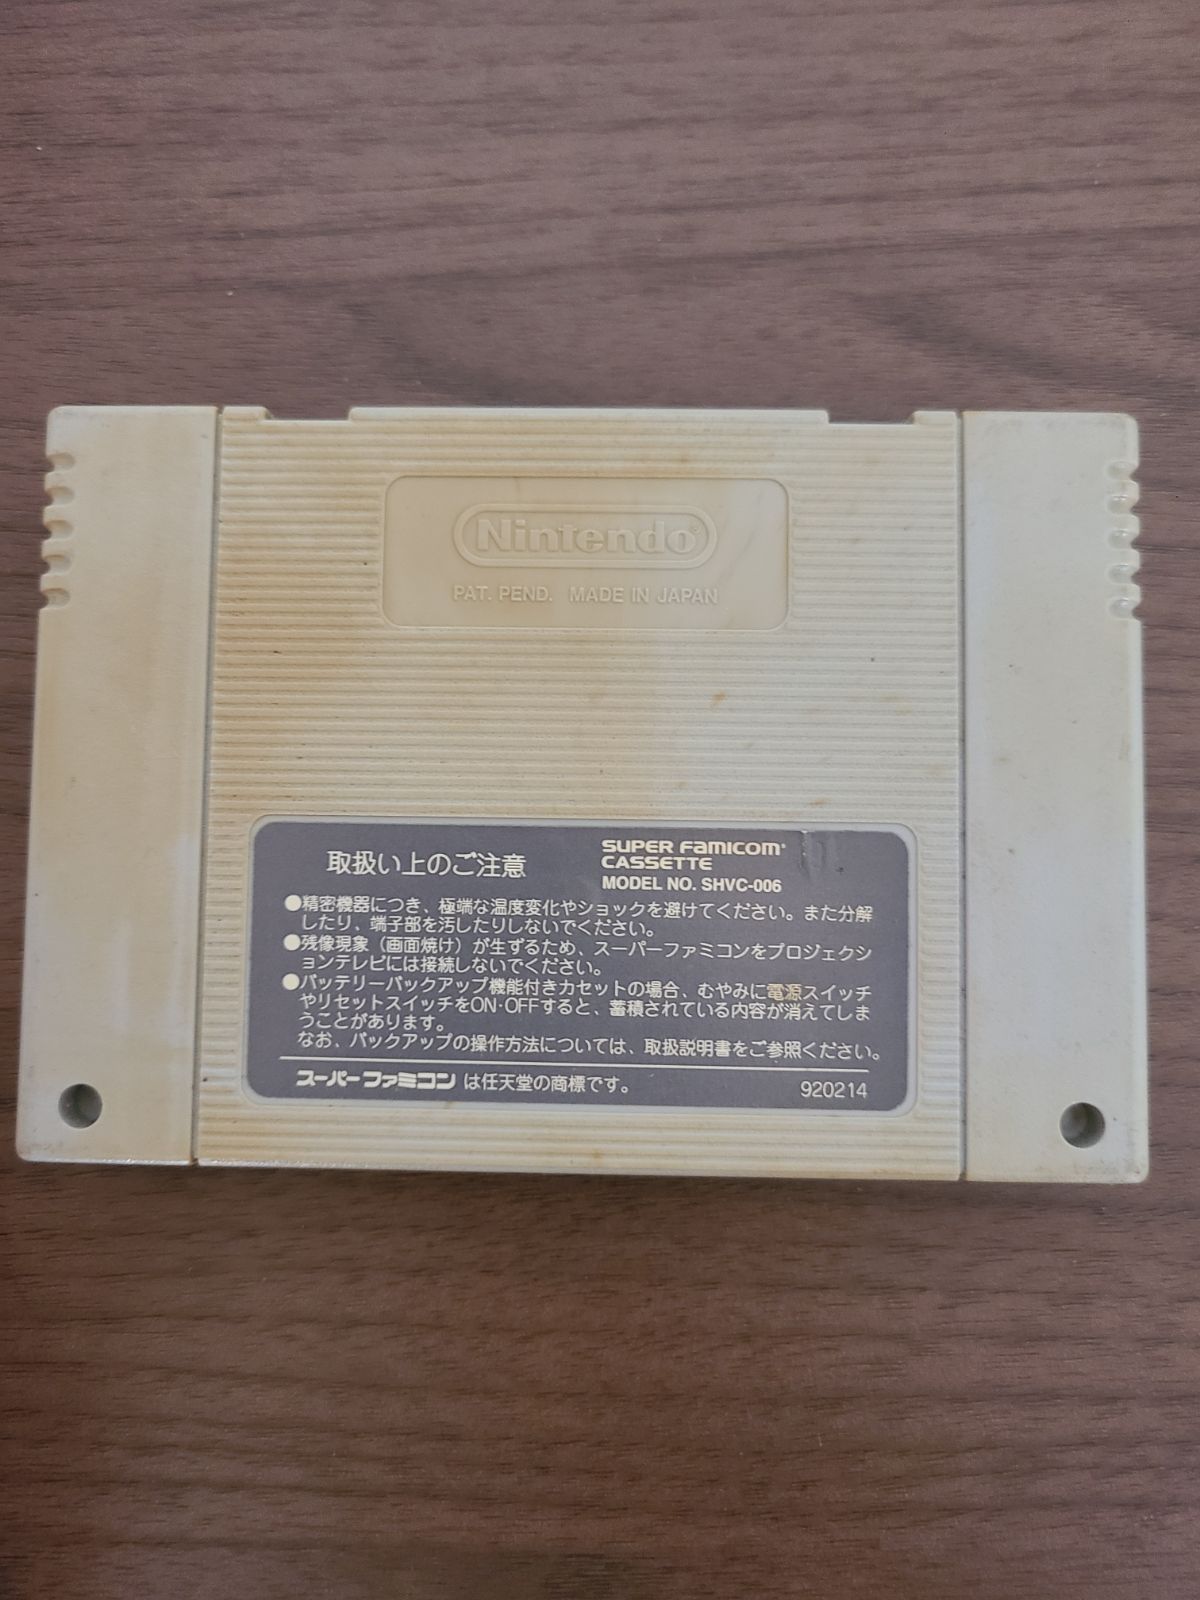 Nintendo®
PAT. PEND. MADE IN JAPAN
取扱い上のご注意
SUPER FAMICOM®
CASSETTE
MODEL NO. SHVC-006
●精密機器につき、極端な温度変化やショックを避けてください。また分解
したり、端子部を汚したりしないでください。
●残像現象（画面焼け）が生ずるため、スーパーファミコンをプロジェクシ
ョンテレビには接続しないでください。
●バッテリーバックアップ機能付きカセットの場合、むやみに電源スイッチ
やリセットスイッチをON·OFFすると、蓄積されている内容が消えてしま
うことがあります。
なお、バックアップの操作方法については、取扱説明書をご参照ください。
スーパーファミコン は任天堂の商標です。
920214